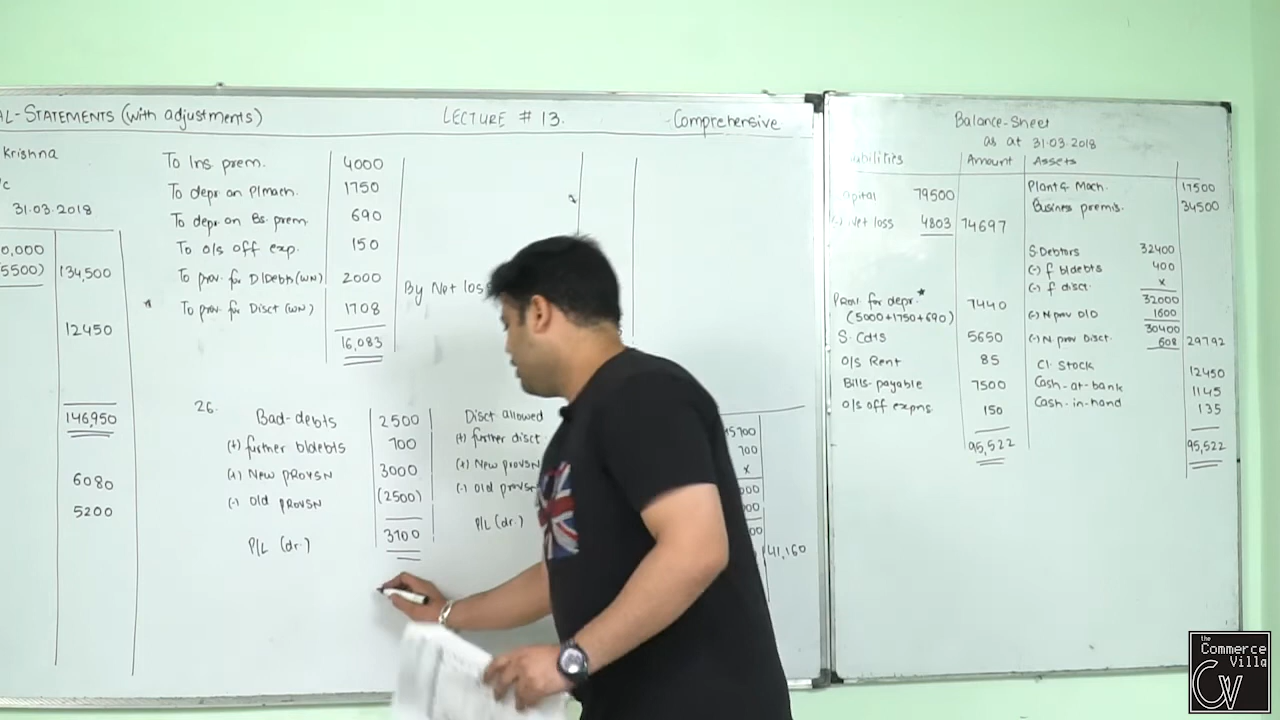 AL-STATEMENTS (with adjustments)
LECTURE # 13.
Comprehensive
Krishna
31.03.2018
0,000
(5500)
134,500
12450
146,950
6080
5200
To Ins prem. 4000
To depr on Pl mach. 1750
To depr on Bs. prem. 690
To o/s off exp. 150
To prov. for D/Debts (WN) 2000
To prov. for Disct (WN) 1708
16,083
By Net loss
26.
Bad-debts 2500
(+) further b/debts 700
(+) New provsn 3000
(-) Old provsn (2500)
P/L (dr.) 3700
Disct allowed
(+) further disct
(+) New provsn
(-) Old provsn
P/L (dr.)
700
x
41,160
Balance-Sheet
as at 31.03.2018
Amount Assets
79500
Net loss 4803 74697
Prov. for depr.*
(5000+1750+690) 7440
S. Cdts 5650
O/s Rent 85
Bills-payable 7500
O/s off expns 150
95,522
Plant & Mach. 17500
Business premis. 34500
S. Debtors 32400
(-) f b/debts 400
(-) f disct. x
32000
(-) N prov D/D 1600
30400
(-) N prov Disct. 608 29792
Cl. Stock 12450
Cash-at-bank 1145
Cash-in-hand 135
95,522
the
Commerce
Villa
CV